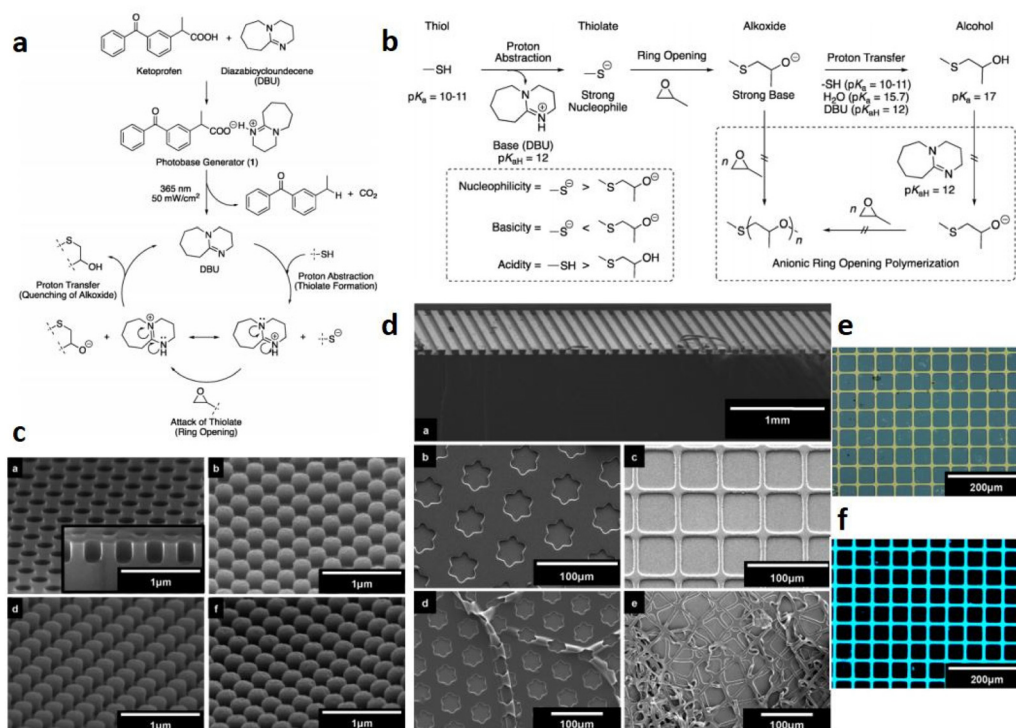 a
Ketoprofen
+
Diazabicycloundecene
(DBU)
COOH
O
N
N
Photobase Generator (1)
365 nm
50 mW/cm²
+ CO₂
DBU
Proton Transfer
(Quenching of Alkoxide)
Proton Abstraction
(Thiolate Formation)
SH
Attack of Thiolate
(Ring Opening)
b
Thiol
Thiolate
Alkoxide
Alcohol
Proton
Abstraction
Ring Opening
Proton Transfer
—SH
—S⊖
-SH (pKa = 10-11)
H₂O (pKa = 15.7)
DBU (pKaH = 12)
pKa = 10-11
Strong
Nucleophile
Strong Base
pKa = 17
Base (DBU)
pKaH = 12
Nucleophilicity = —S⊖ >
Basicity = —S⊖ <
Acidity = —SH >
pKaH = 12
Anionic Ring Opening Polymerization
c
a
1µm
b
1µm
d
1µm
f
1µm
d
a
1mm
b
100µm
c
100µm
d
100µm
e
100µm
e
200µm
f
200µm